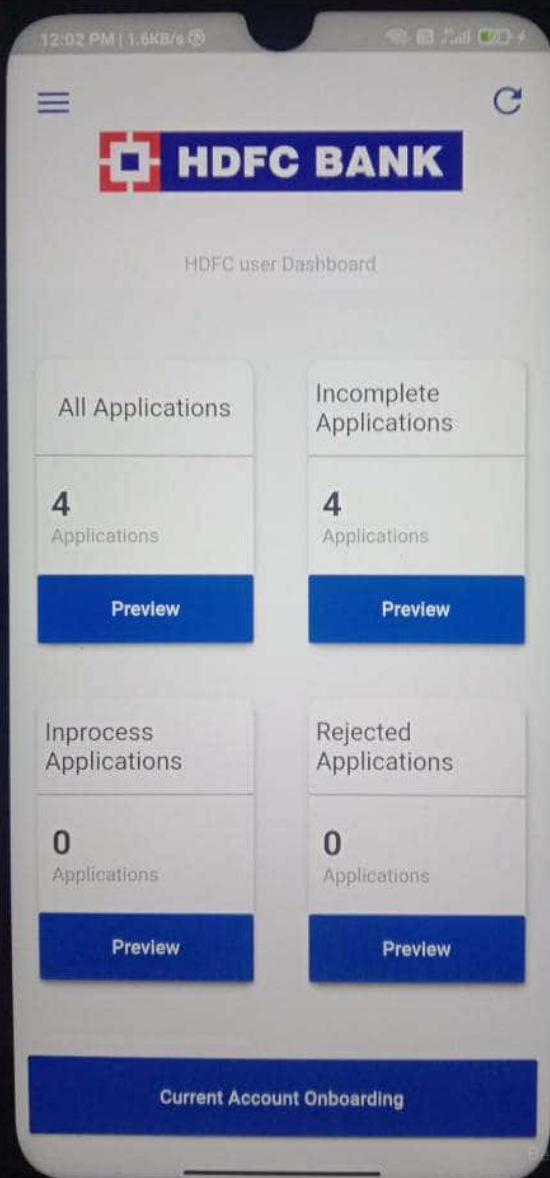 12:02 PM | 1.6KB/s
HDFC BANK
HDFC user Dashboard
All Applications
4
Applications
Preview
Incomplete
Applications
4
Applications
Preview
Inprocess
Applications
0
Applications
Preview
Rejected
Applications
0
Applications
Preview
Current Account Onboarding